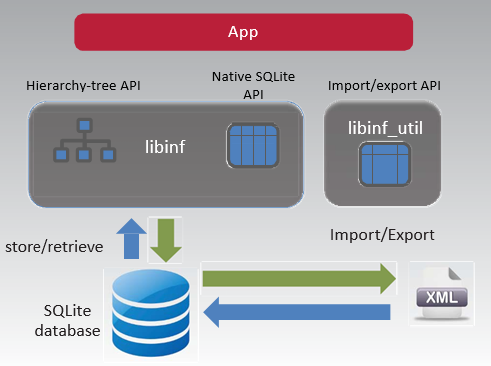 App
Hierarchy-tree API
Native SQLite
API
Import/export API
libinf
libinf_util
store/retrieve
Import/Export
SQLite
database
XML